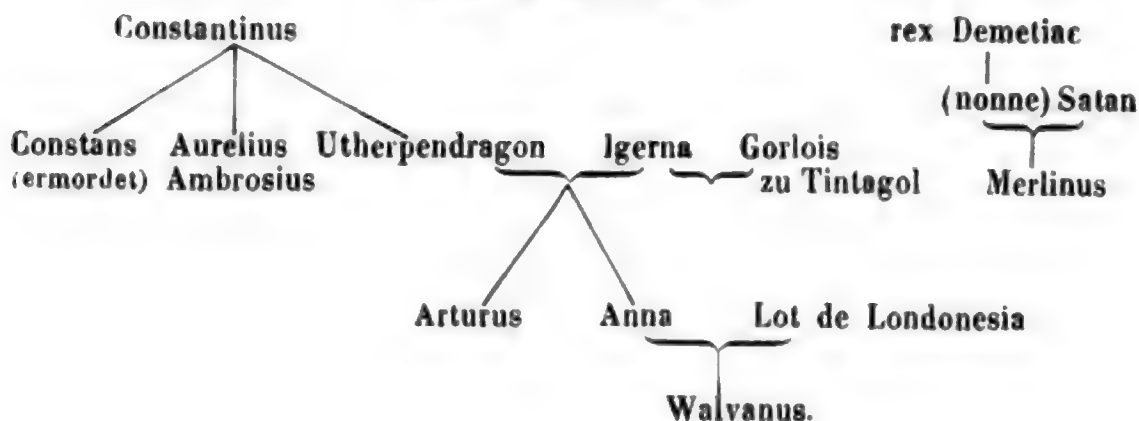 Constantinus rex Demetiae
(nonne) Satan
Constans Aurelius Utherpendragon Igerna Gorlois
(ermordet) Ambrosius zu Tintagol Merlinus
Arturus Anna Lot de Londonesia
Walvanus.